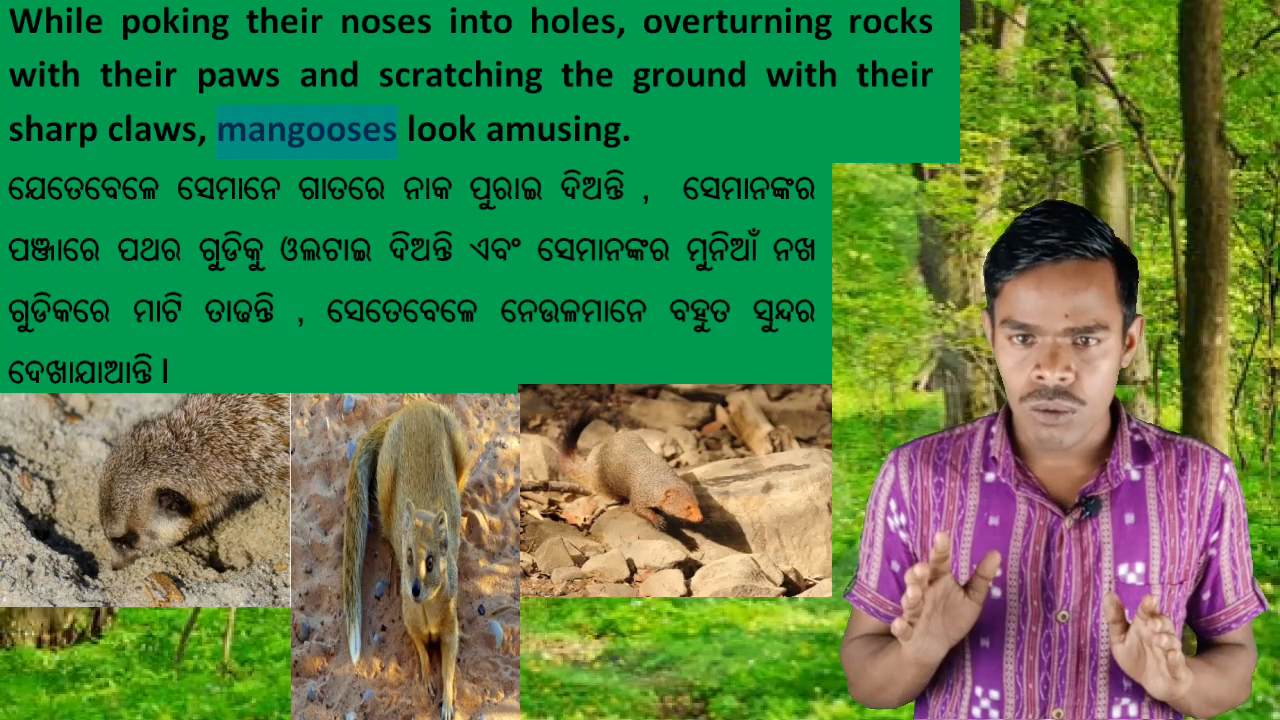 While poking their noses into holes, overturning rocks
with their paws and scratching the ground with their
sharp claws, mangooses look amusing.
ଯେତେବେଳେ ସେମାନେ ଗାତରେ ନାକ ପୁରାଇ ଦିଅନ୍ତି , ସେମାନଙ୍କର
ପଞ୍ଝାରେ ପଥର ଗୁଡିକୁ ଓଲଟାଇ ଦିଅନ୍ତି ଏବଂ ସେମାନଙ୍କର ମୁନିଆଁ ନଖ
ଗୁଡିକରେ ମାଟି ତାଢନ୍ତି , ସେତେବେଳେ ନେଉଳମାନେ ବହୁତ ସୁନ୍ଦର
ଦେଖାଯାଆନ୍ତି ।